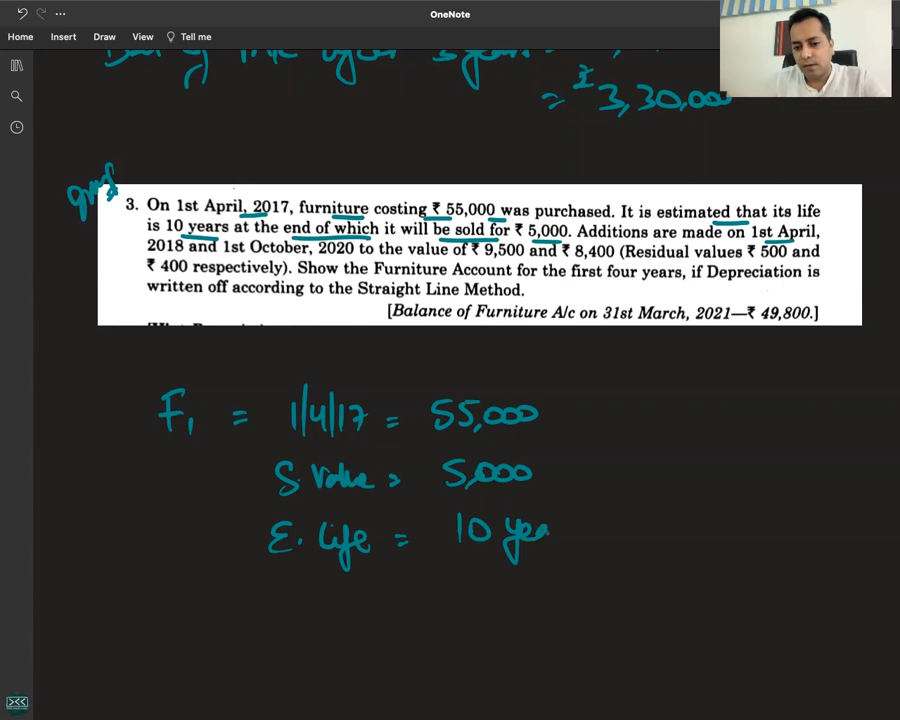 OneNote
Home Insert Draw View Tell me
= ₹ 3,30,000
3. On 1st April, 2017, furniture costing ₹ 55,000 was purchased. It is estimated that its life
is 10 years at the end of which it will be sold for ₹ 5,000. Additions are made on 1st April,
2018 and 1st October, 2020 to the value of ₹ 9,500 and ₹ 8,400 (Residual values ₹ 500 and
₹ 400 respectively). Show the Furniture Account for the first four years, if Depreciation is
written off according to the Straight Line Method.
[Balance of Furniture A/c on 31st March, 2021—₹ 49,800.]
F1 = 1/4/17 = 55,000
S. Value = 5,000
E. life = 10 yea